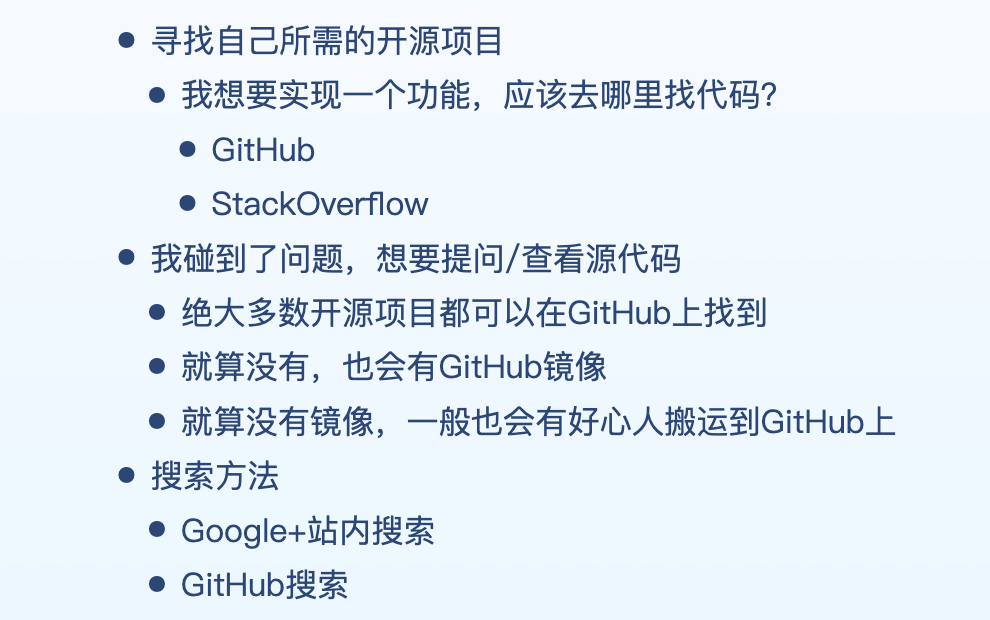 寻找自己所需的开源项目
我想要实现一个功能，应该去哪里找代码？
GitHub
StackOverflow
我碰到了问题，想要提问/查看源代码
绝大多数开源项目都可以在GitHub上找到
就算没有，也会有GitHub镜像
就算没有镜像，一般也会有好心人搬运到GitHub上
搜索方法
Google+站内搜索
GitHub搜索